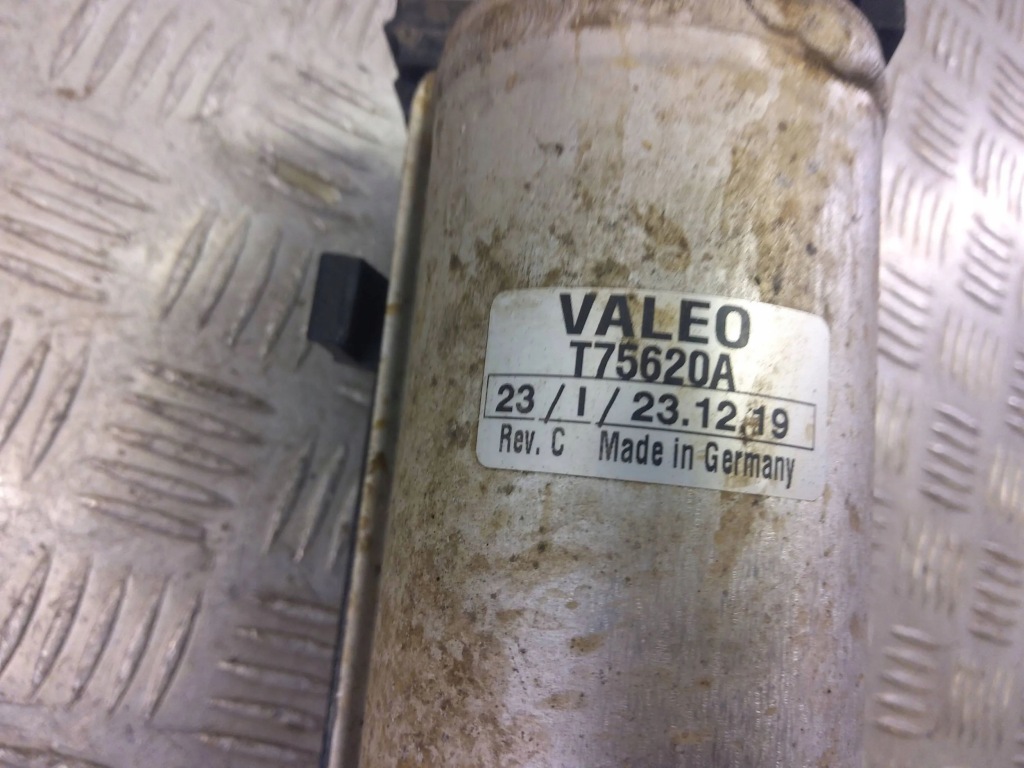 VALEO
T75620A
23 / I / 23.12.19
Rev. C Made in Germany